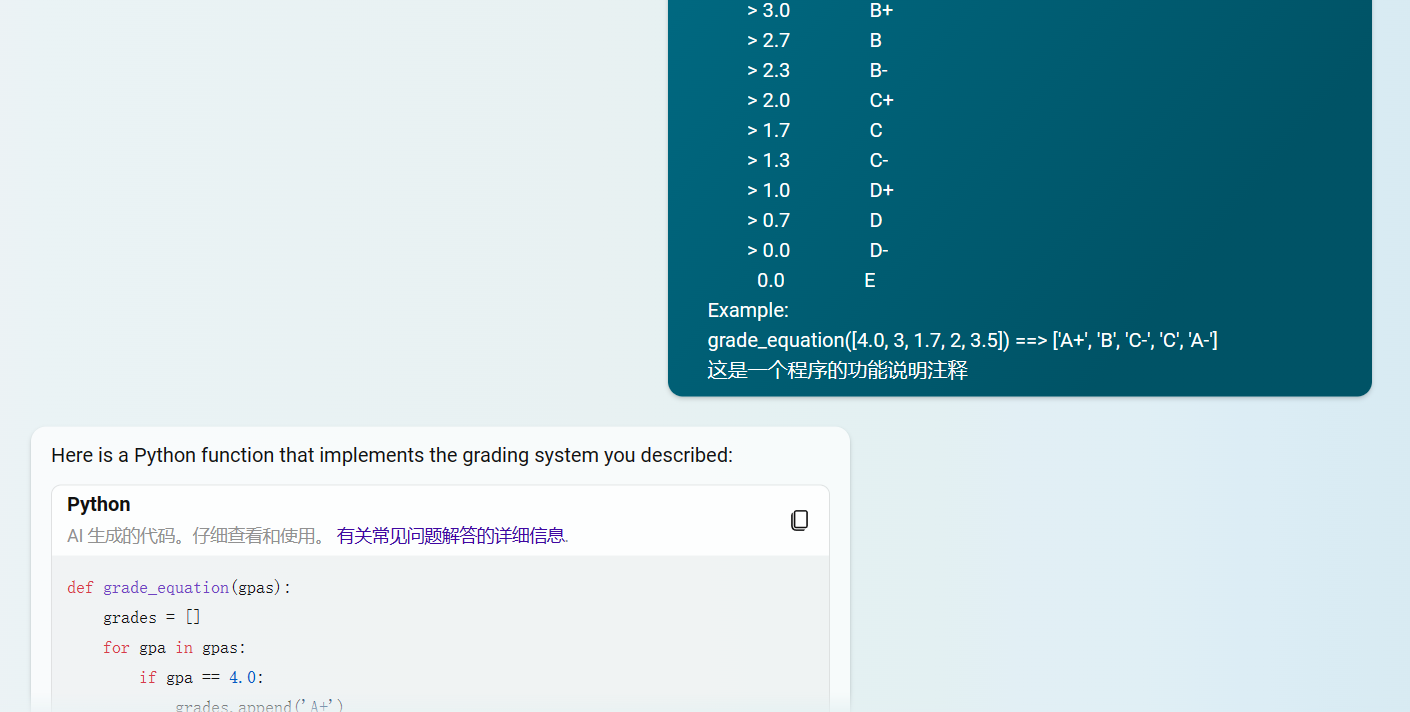 > 3.0 B+
> 2.7 B
> 2.3 B-
> 2.0 C+
> 1.7 C
> 1.3 C-
> 1.0 D+
> 0.7 D
> 0.0 D-
0.0 E
Example:
grade_equation([4.0, 3, 1.7, 2, 3.5]) ==> ['A+', 'B', 'C-', 'C', 'A-']
这是一个程序的功能说明注释
Here is a Python function that implements the grading system you described:
Python
AI 生成的代码。仔细查看和使用。 有关常见问题解答的详细信息.
def grade_equation(gpas):
    grades = []
    for gpa in gpas:
        if gpa == 4.0:
            grades.append('A+')